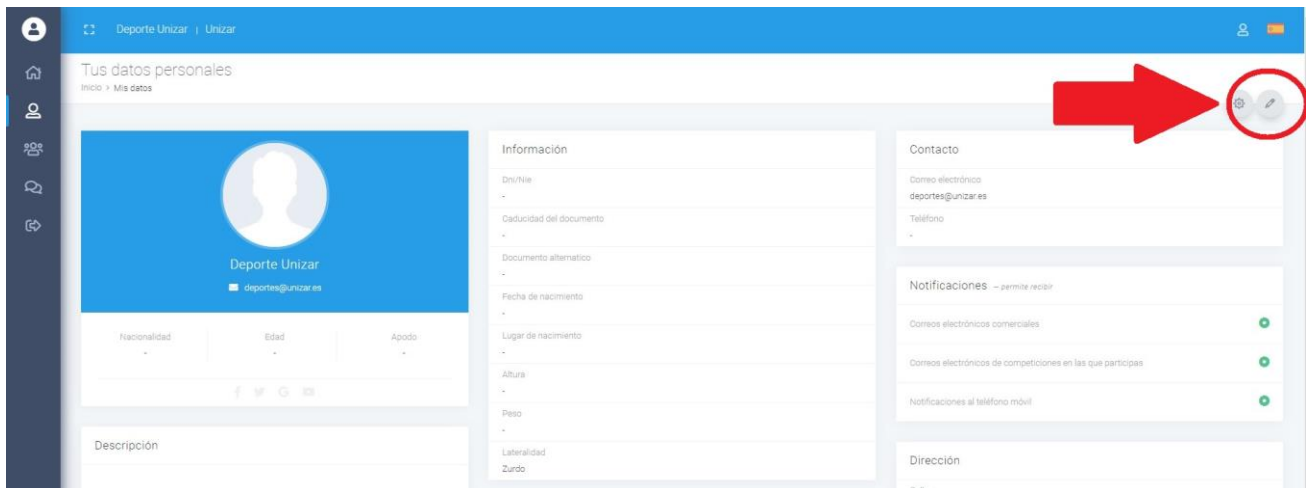 Deporte Unizar | Unizar
Tus datos personales
Inicio > Mis datos
Deporte Unizar
deportes@unizar.es
Nacionalidad
-
Edad
-
Apodo
-
Descripción
Información
Dni/Nie
-
Caducidad del documento
-
Documento alternatico
-
Fecha de nacimiento
-
Lugar de nacimiento
-
Altura
-
Peso
-
Lateralidad
Zurdo
Contacto
Correo electrónico
deportes@unizar.es
Teléfono
-
Notificaciones – permite recibir
Correos electrónicos comerciales
Correos electrónicos de competiciones en las que participas
Notificaciones al teléfono móvil
Dirección